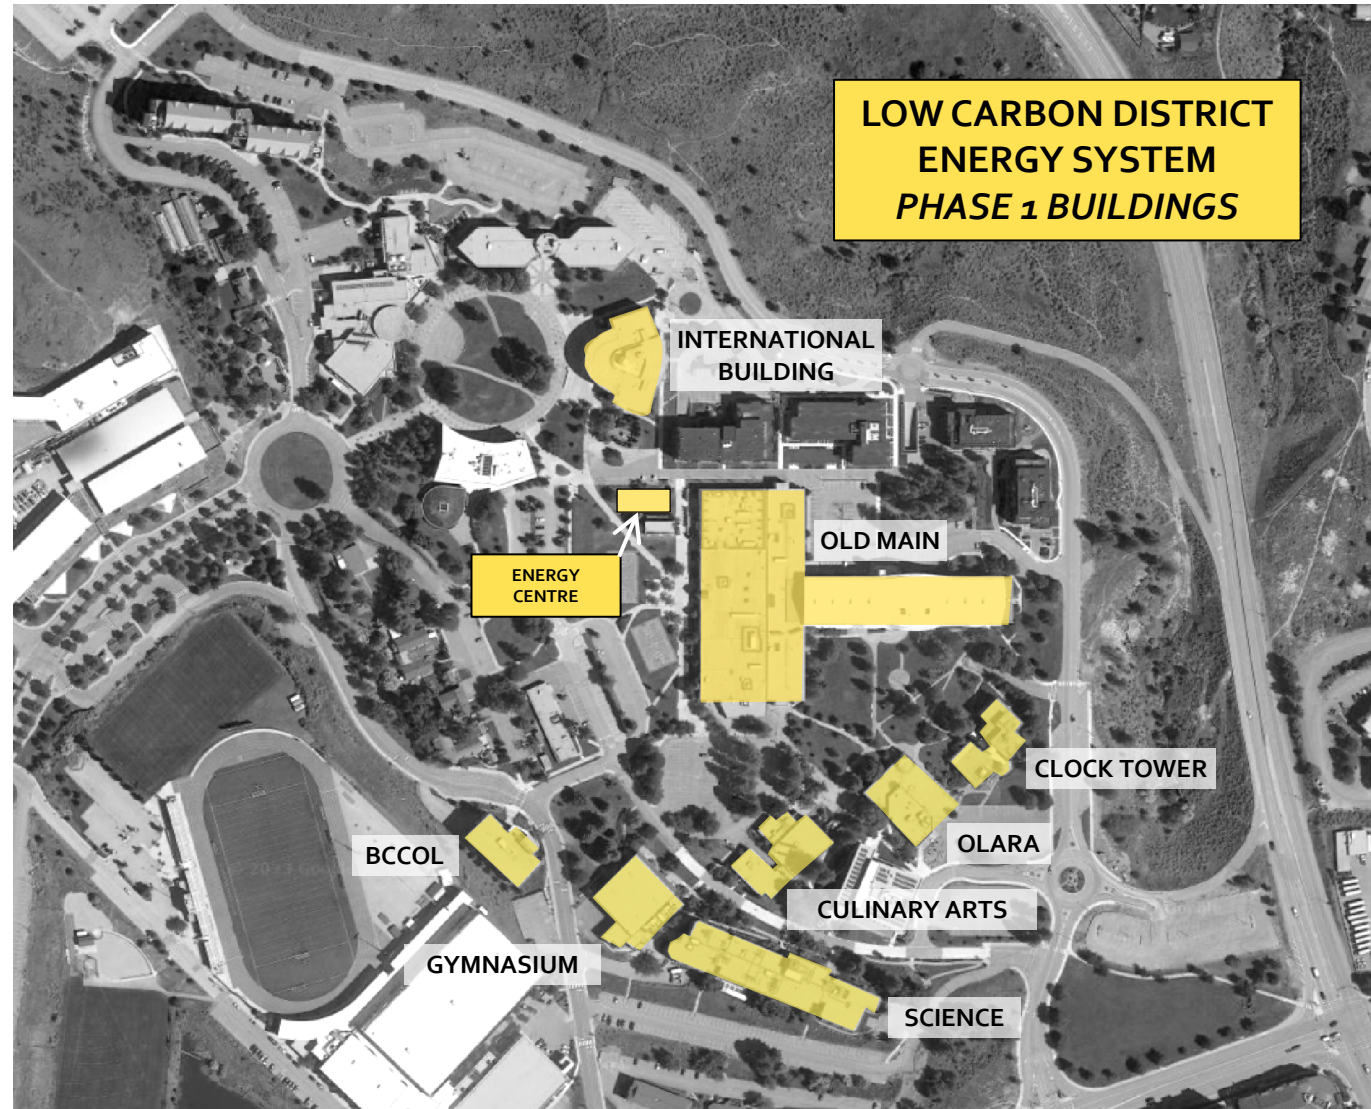 LOW CARBON DISTRICT
ENERGY SYSTEM
PHASE 1 BUILDINGS
INTERNATIONAL
BUILDING
OLD MAIN
ENERGY
CENTRE
CLOCK TOWER
OLARA
BCCOL
CULINARY ARTS
GYMNASIUM
SCIENCE